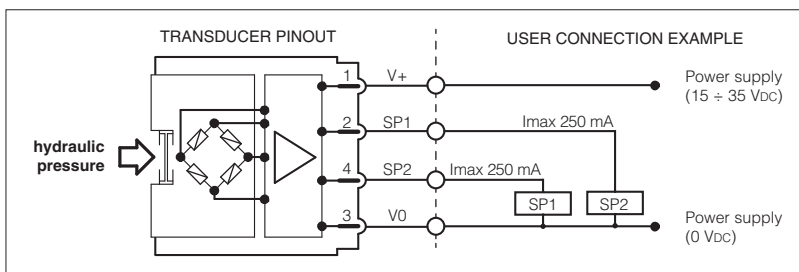 TRANSDUCER PINOUT
USER CONNECTION EXAMPLE
hydraulic
pressure
1 V+
Power supply
(15 ÷ 35 VDC)
2 SP1
Imax 250 mA
4 SP2
Imax 250 mA
SP1
SP2
3 V0
Power supply
(0 VDC)